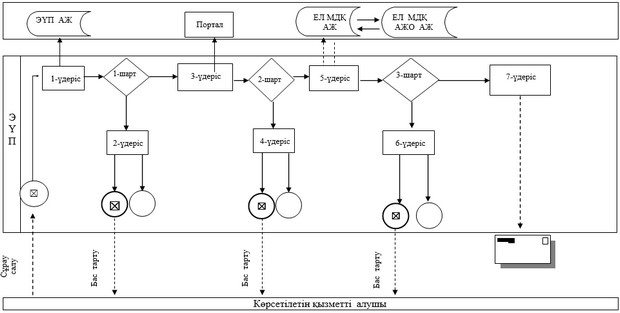 ЭҮП АЖ
Портал
ЕЛ МДҚ
АЖ
ЕЛ МДҚ
АЖО АЖ
ЭҮП
1-үдеріс
1-шарт
3-үдеріс
2-шарт
5-үдеріс
3-шарт
7-үдеріс
2-үдеріс
4-үдеріс
6-үдеріс
Сұрау
салу
Бас тарту
Бас тарту
Бас тарту
Көрсетілетін қызметті алушы